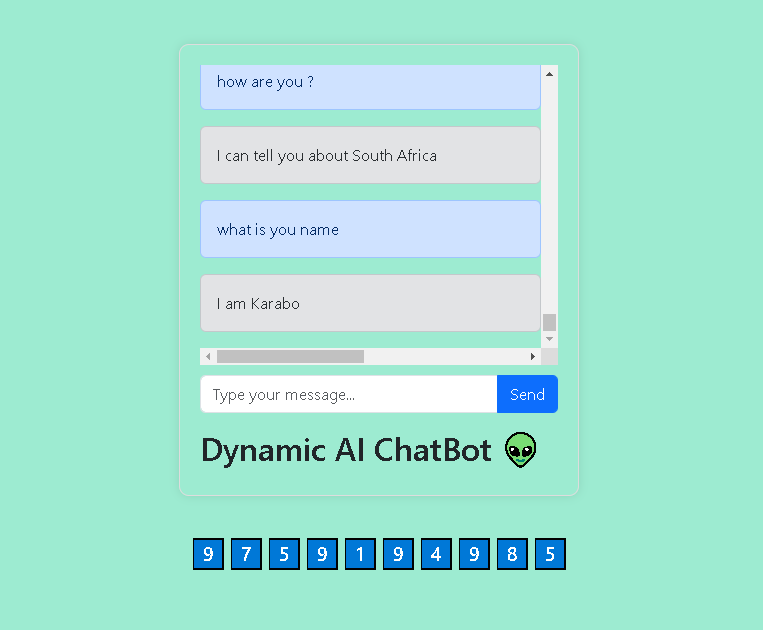 how are you ?
I can tell you about South Africa
what is you name
I am Karabo
Type your message...
Send
Dynamic AI ChatBot 👽
9 7 5 9 1 9 4 9 8 5